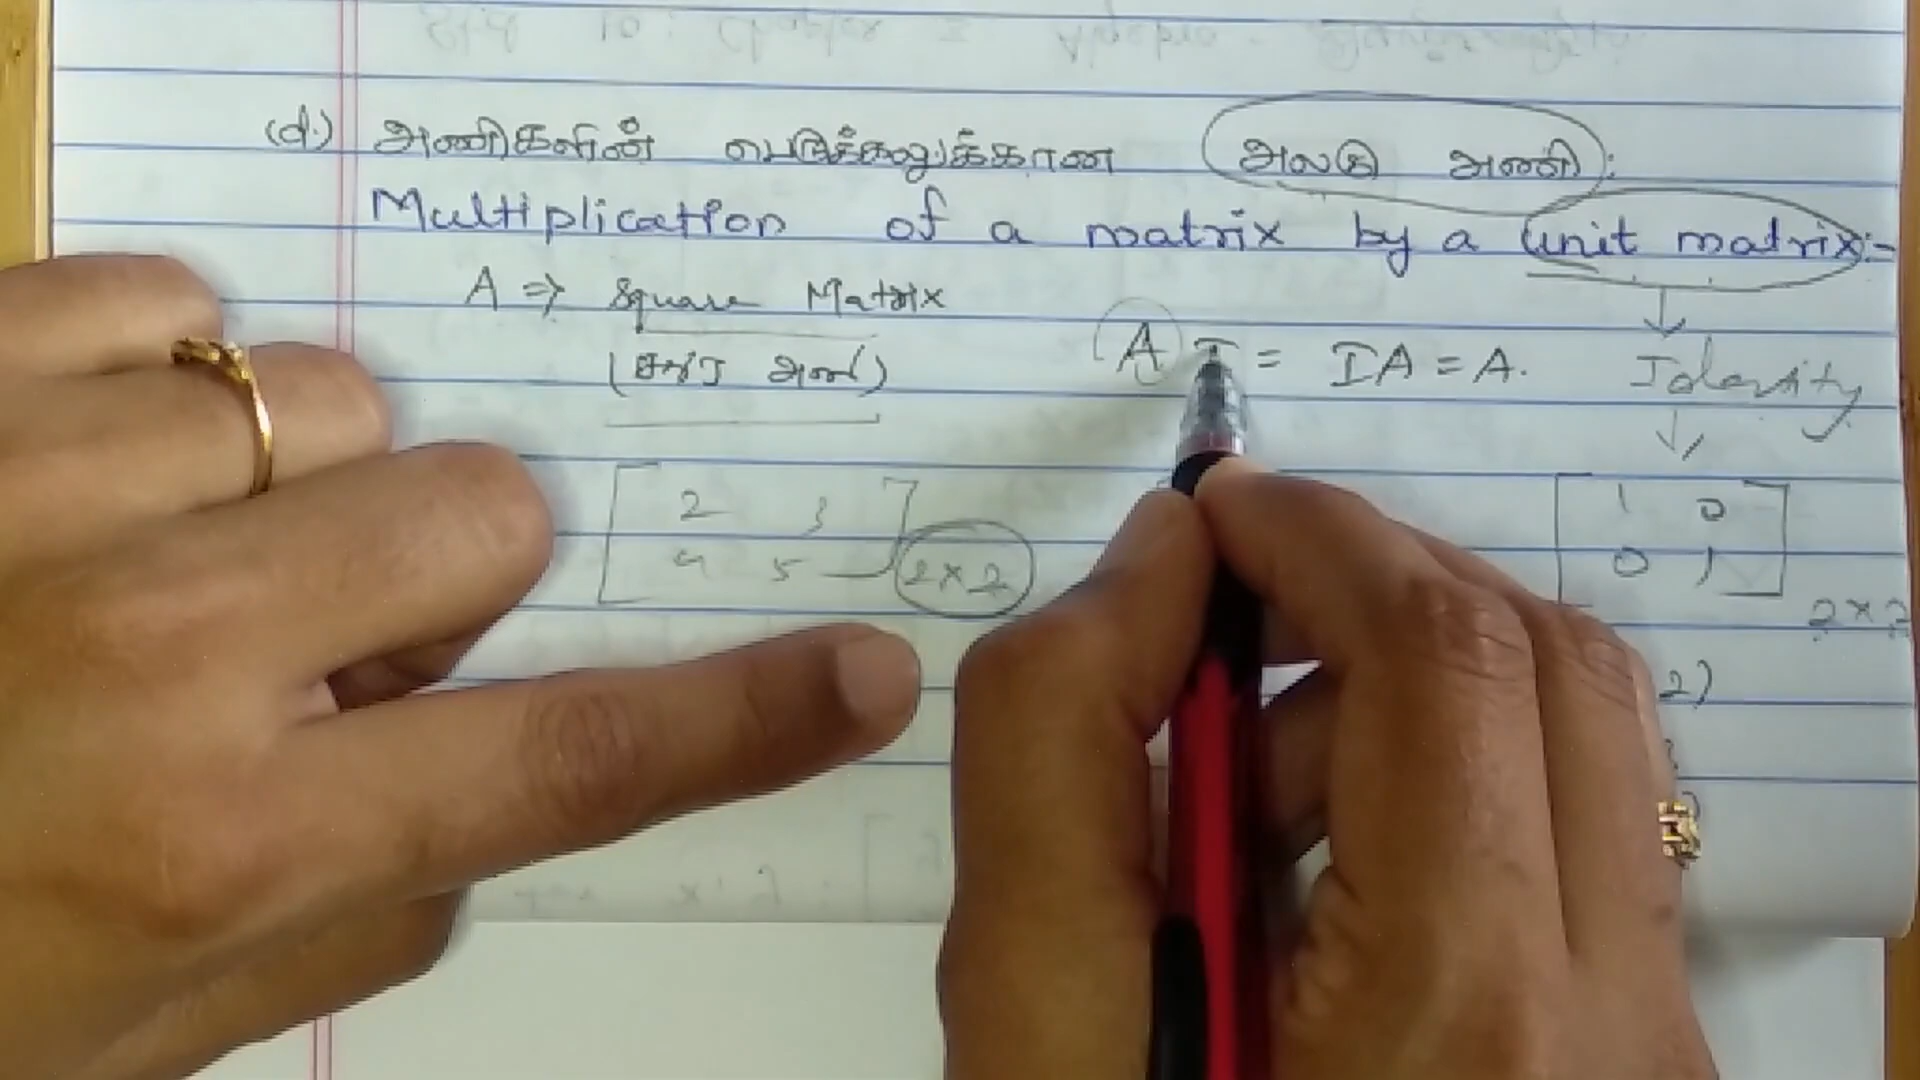 (d.) அணிகளின் பெருக்கலுக்கான அலகு அணி:
Multiplication of a matrix by a unit matrix:-
A ⇒ Square Matrix
(சதுர அணி)
A I = IA = A.
Identity
2 3
4 5
2×2
1 0
0 1
2×2
2)